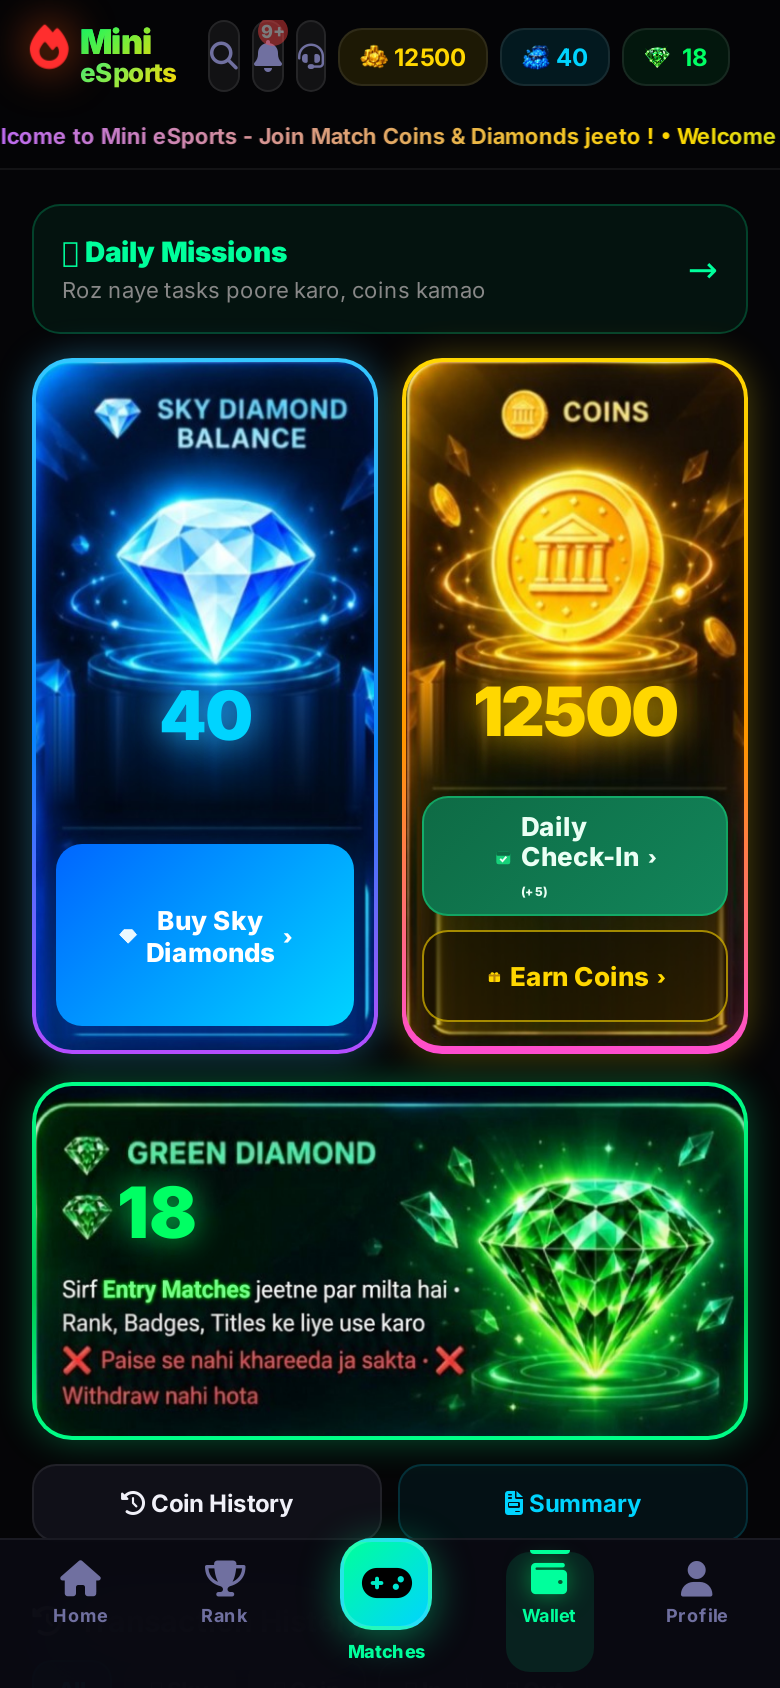 Mini
eSports
9+
12500
40
18
lcome to Mini eSports - Join Match Coins & Diamonds jeeto ! • Welcome
Daily Missions
Roz naye tasks poore karo, coins kamao
→
SKY DIAMOND
BALANCE
40
Buy Sky
Diamonds ›
COINS
12500
Daily
Check-In ›
(+5)
Earn Coins ›
GREEN DIAMOND
18
Sirf Entry Matches jeetne par milta hai •
Rank, Badges, Titles ke liye use karo
❌ Paise se nahi khareeda ja sakta • ❌
Withdraw nahi hota
Coin History
Summary
Home
Rank
Matches
Wallet
Profile